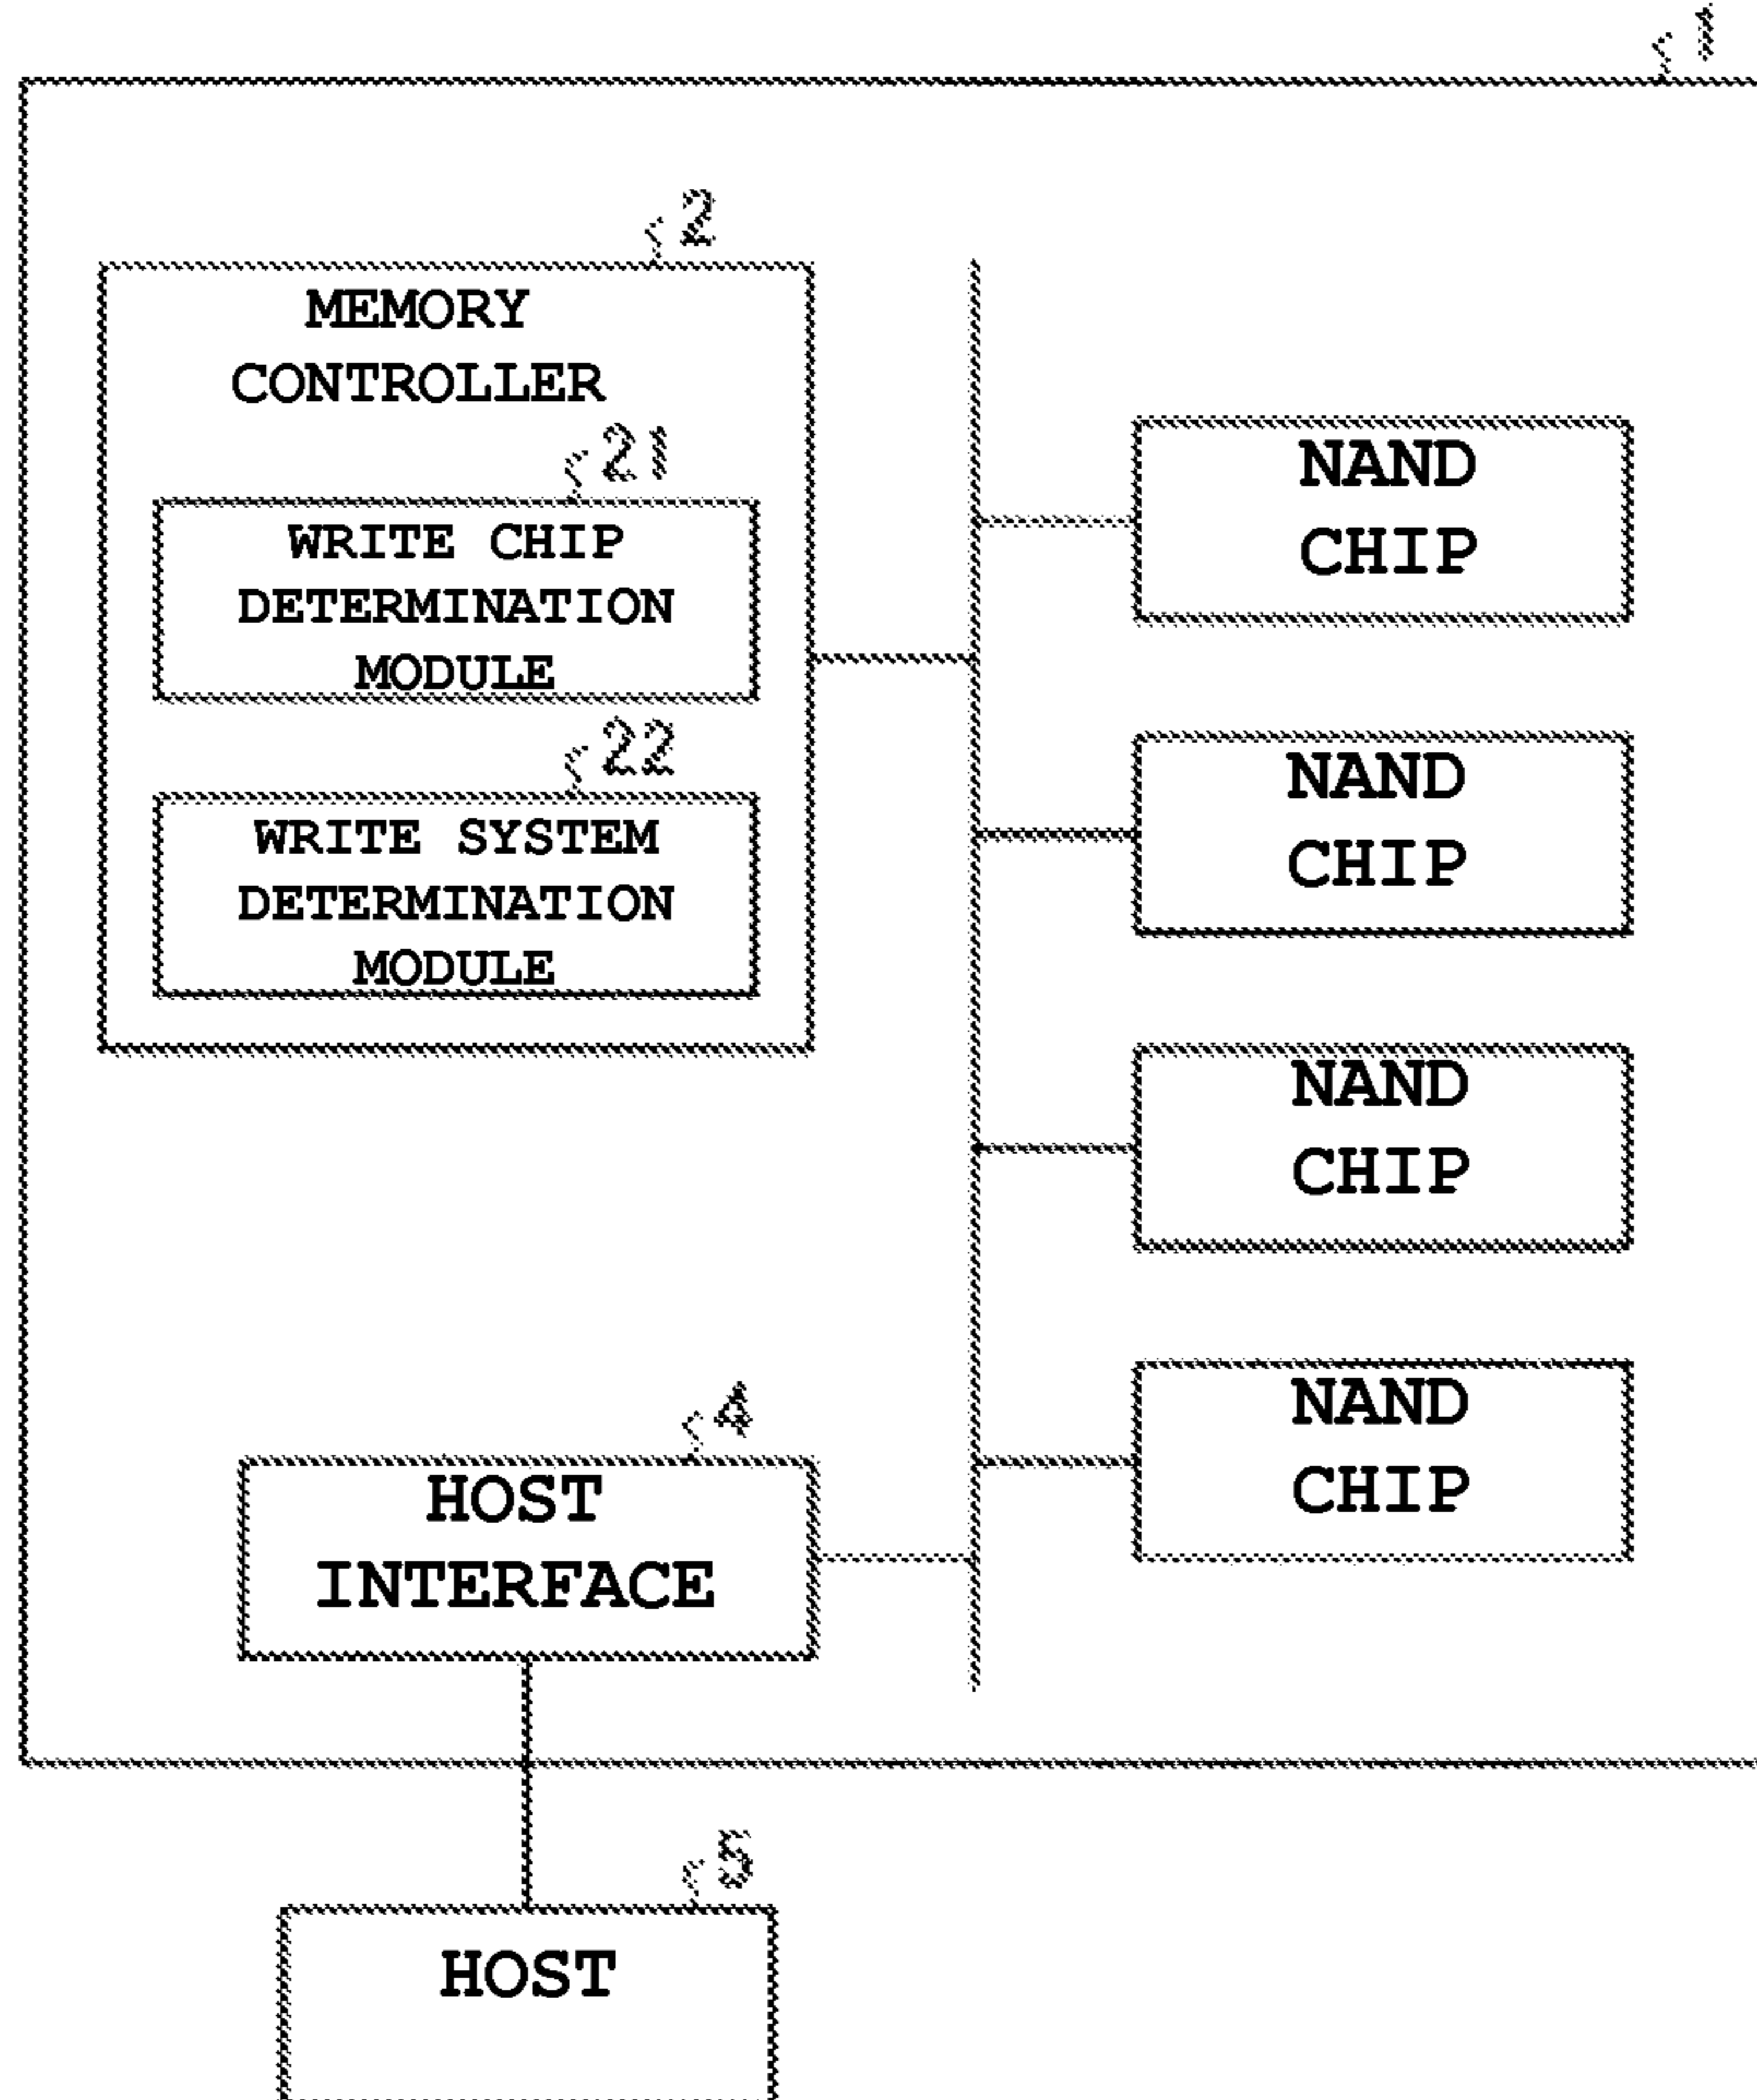 1
2
MEMORY
CONTROLLER
21
WRITE CHIP
DETERMINATION
MODULE
22
WRITE SYSTEM
DETERMINATION
MODULE
NAND
CHIP
NAND
CHIP
NAND
CHIP
NAND
CHIP
4
HOST
INTERFACE
5
HOST